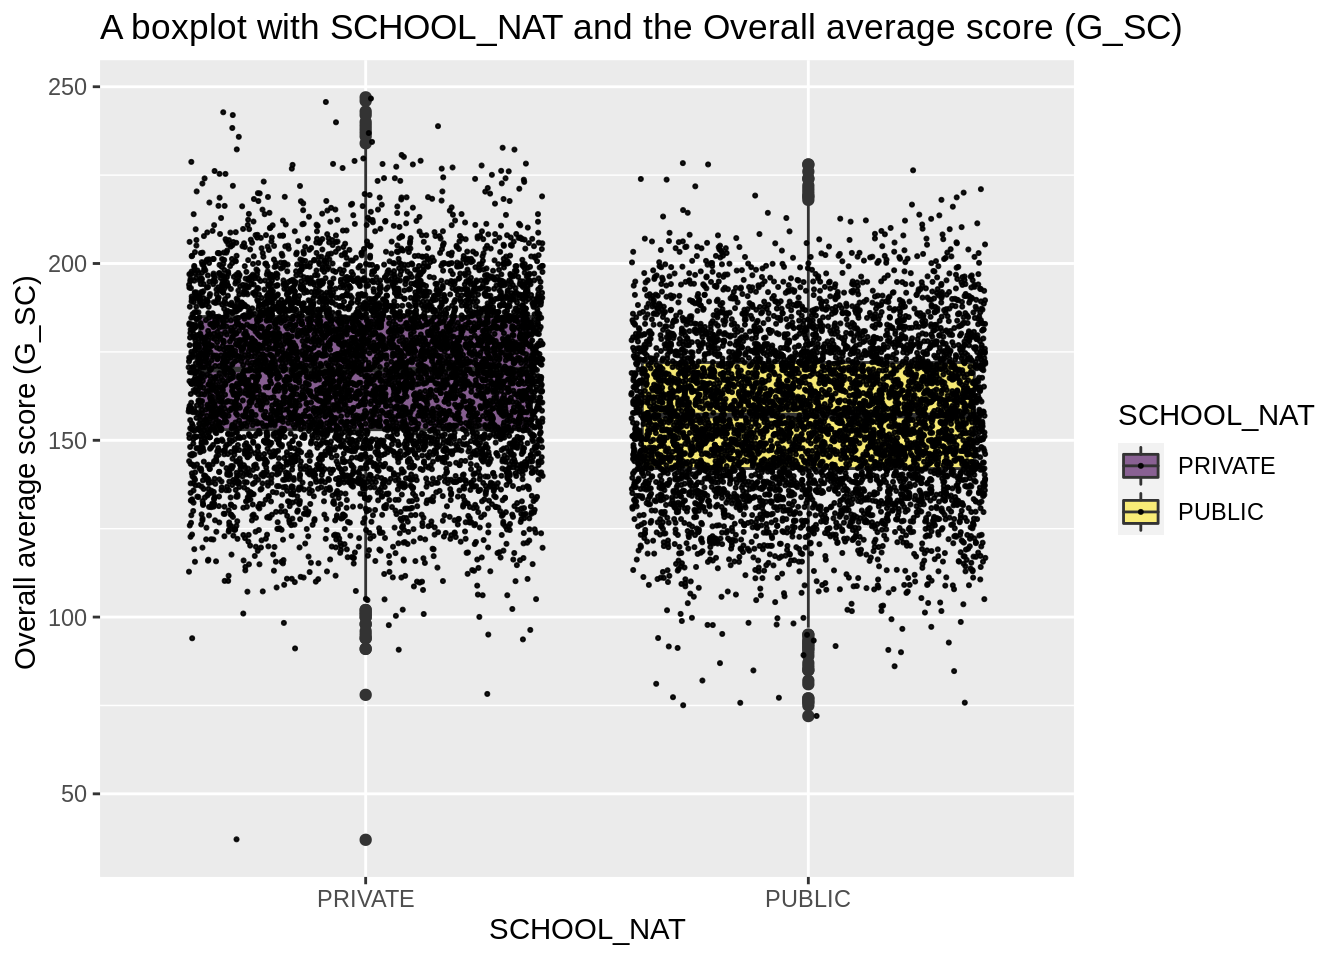 A boxplot with SCHOOL_NAT and the Overall average score (G_SC)
Overall average score (G_SC)
250
200
150
100
50
PRIVATE
PUBLIC
SCHOOL_NAT
SCHOOL_NAT
PRIVATE
PUBLIC